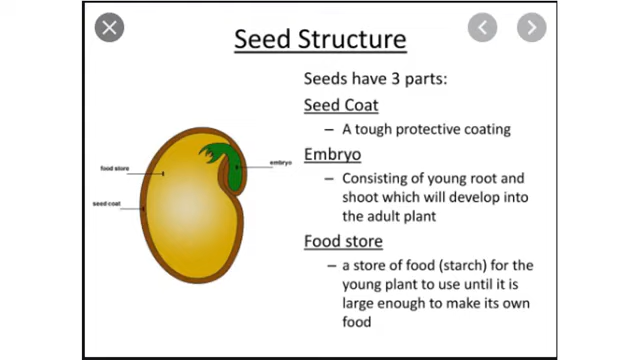 Seed Structure
Seeds have 3 parts:
Seed Coat
– A tough protective coating
Embryo
– Consisting of young root and
shoot which will develop into
the adult plant
Food store
– a store of food (starch) for the
young plant to use until it is
large enough to make its own
food
food store
embryo
seed coat